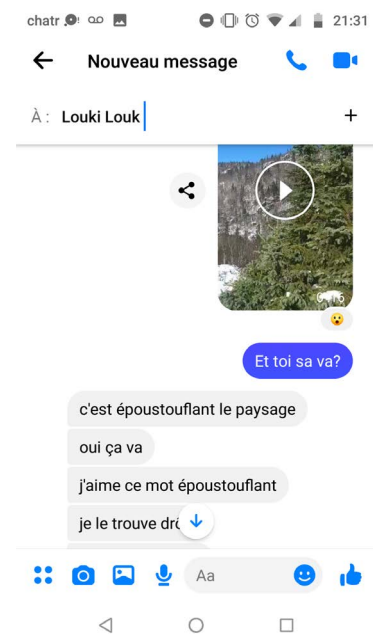 chatr 21:31
Nouveau message
À : Louki Louk
Et toi sa va?
c'est époustouflant le paysage
oui ça va
j'aime ce mot époustouflant
je le trouve
Aa